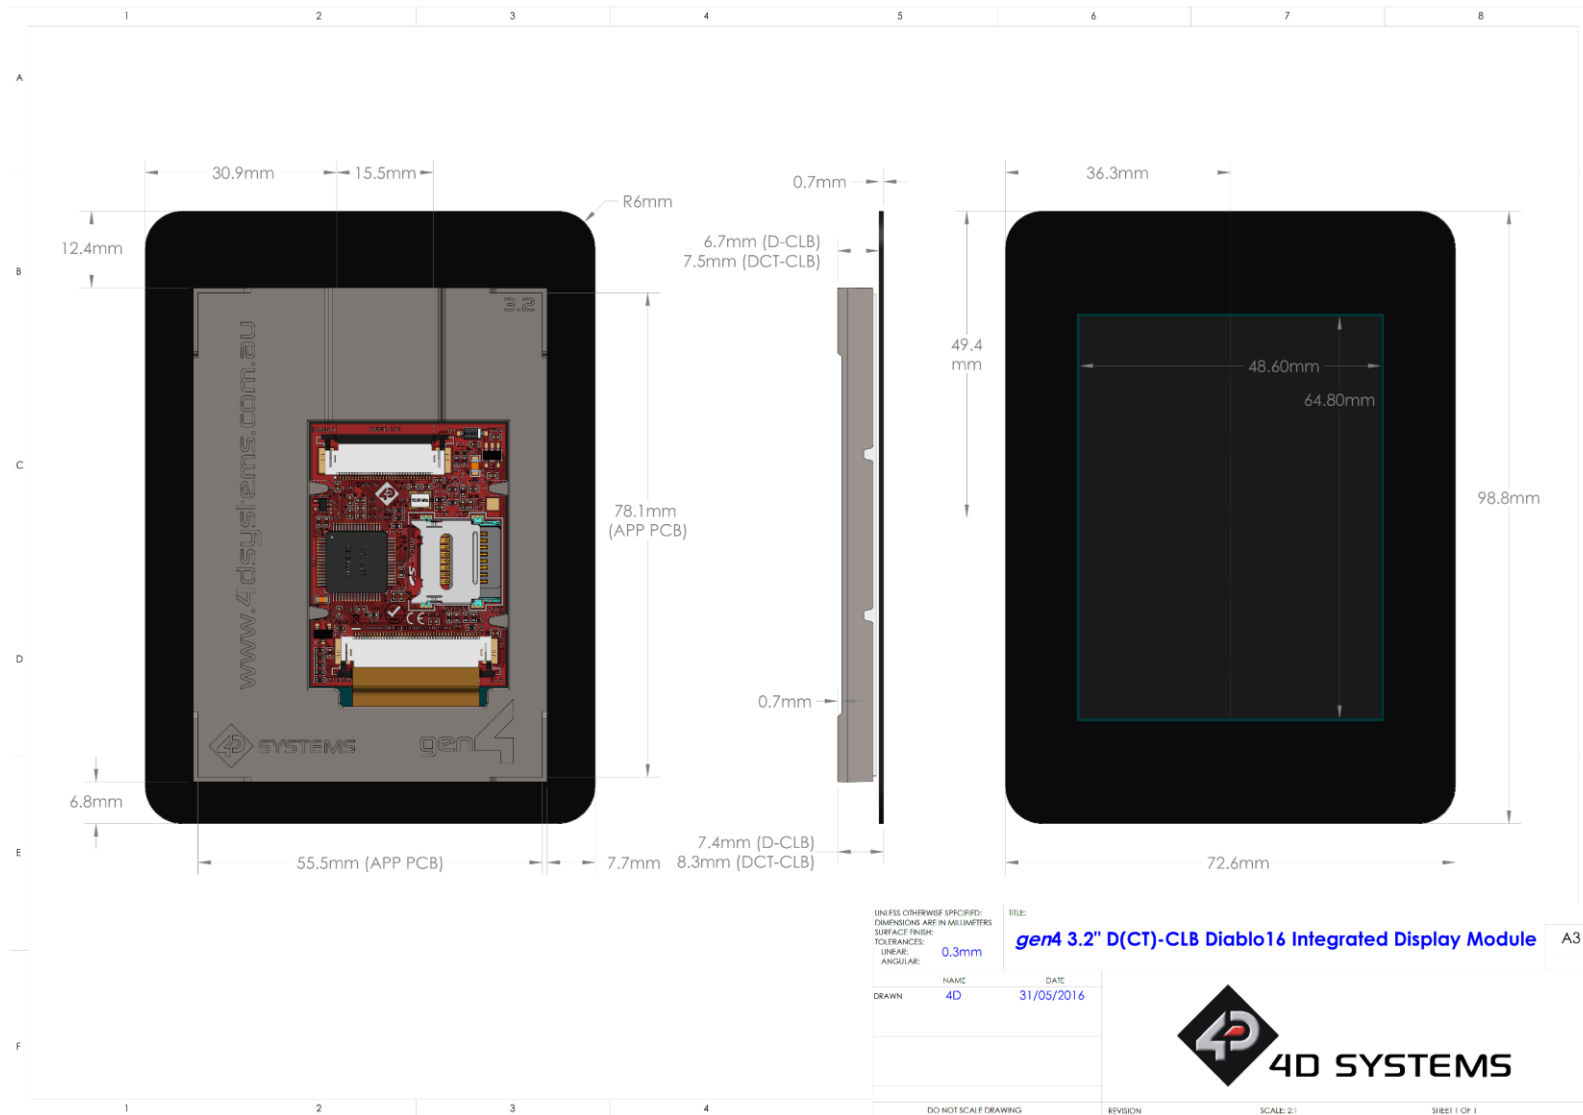 1 2 3 4 5 6 7 8
A
B
C
D
E
F
30.9mm
15.5mm
R6mm
12.4mm
3.2
www.4dsystems.com.au
78.1mm
(APP PCB)
micro SD
CE
4D SYSTEMS
gen4
6.8mm
55.5mm (APP PCB)
7.7mm
0.7mm
6.7mm (D-CLB)
7.5mm (DCT-CLB)
0.7mm
7.4mm (D-CLB)
8.3mm (DCT-CLB)
36.3mm
49.4
mm
48.60mm
64.80mm
98.8mm
72.6mm
UNLESS OTHERWISE SPECIFIED:
DIMENSIONS ARE IN MILLIMETERS
SURFACE FINISH:
TOLERANCES:
LINEAR: 0.3mm
ANGULAR:
TITLE:
gen4 3.2" D(CT)-CLB Diablo16 Integrated Display Module
A3
NAME DATE
DRAWN 4D 31/05/2016
4D SYSTEMS
DO NOT SCALE DRAWING
REVISION
SCALE: 2:1
SHEET 1 OF 1
1 2 3 4